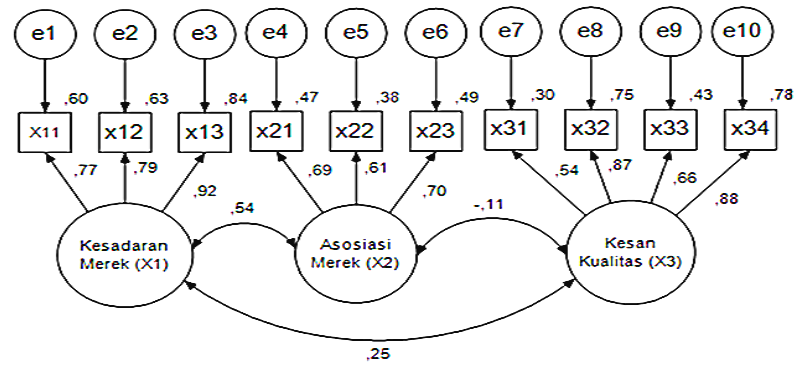 e1 e2 e3 e4 e5 e6 e7 e8 e9 e10
,60 ,63 ,84 ,47 ,38 ,49 ,30 ,75 ,43 ,78
x11 x12 x13 x21 x22 x23 x31 x32 x33 x34
,77 ,79 ,92 ,69 ,61 ,70 ,54 ,87 ,66 ,88
,54 -,11
Kesadaran
Merek (X1)
Asosiasi
Merek (X2)
Kesan
Kualitas (X3)
,25